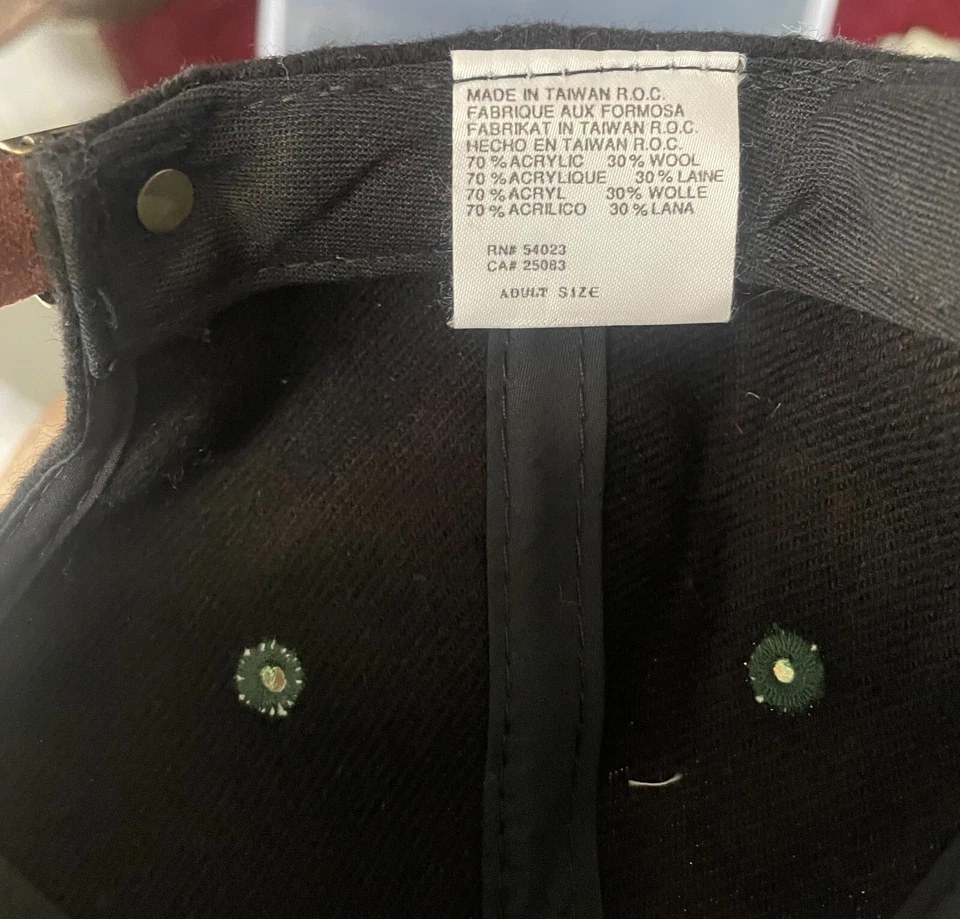 MADE IN TAIWAN R.O.C.
FABRIQUE AUX FORMOSA
FABRIKAT IN TAIWAN R.O.C.
HECHO EN TAIWAN R.O.C.
70 % ACRYLIC 30 % WOOL
70 % ACRYLIQUE 30 % LAINE
70 % ACRYL 30 % WOLLE
70 % ACRILICO 30 % LANA
RN# 54023
CA# 25083
ADULT SIZE